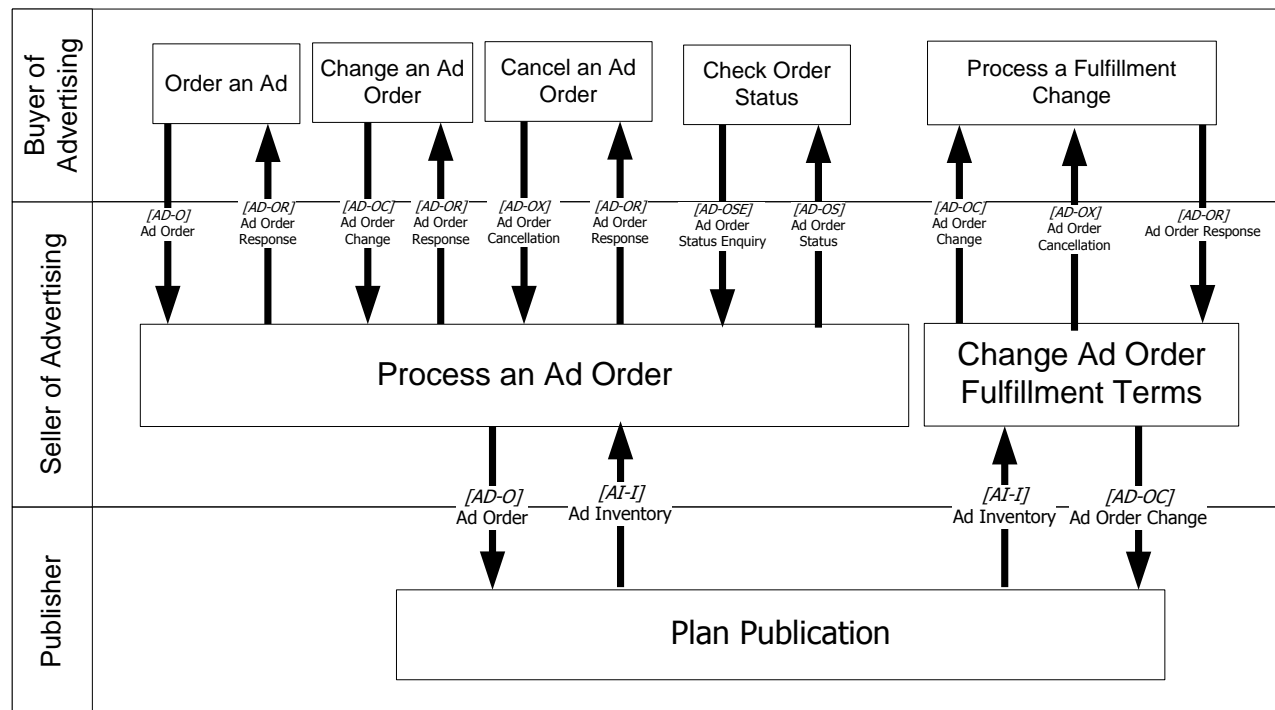 Buyer of
Advertising
Order an Ad
Change an Ad
Order
Cancel an Ad
Order
Check Order
Status
Process a Fulfillment
Change
[AD-O]
Ad Order
[AD-OR]
Ad Order
Response
[AD-OC]
Ad Order
Change
[AD-OR]
Ad Order
Response
[AD-OX]
Ad Order
Cancellation
[AD-OR]
Ad Order
Response
[AD-OSE]
Ad Order
Status Enquiry
[AD-OS]
Ad Order
Status
[AD-OC]
Ad Order
Change
[AD-OX]
Ad Order
Cancellation
[AD-OR]
Ad Order Response
Seller of Advertising
Process an Ad Order
Change Ad Order
Fulfillment Terms
[AD-O]
Ad Order
[AI-I]
Ad Inventory
[AI-I]
Ad Inventory
[AD-OC]
Ad Order Change
Publisher
Plan Publication